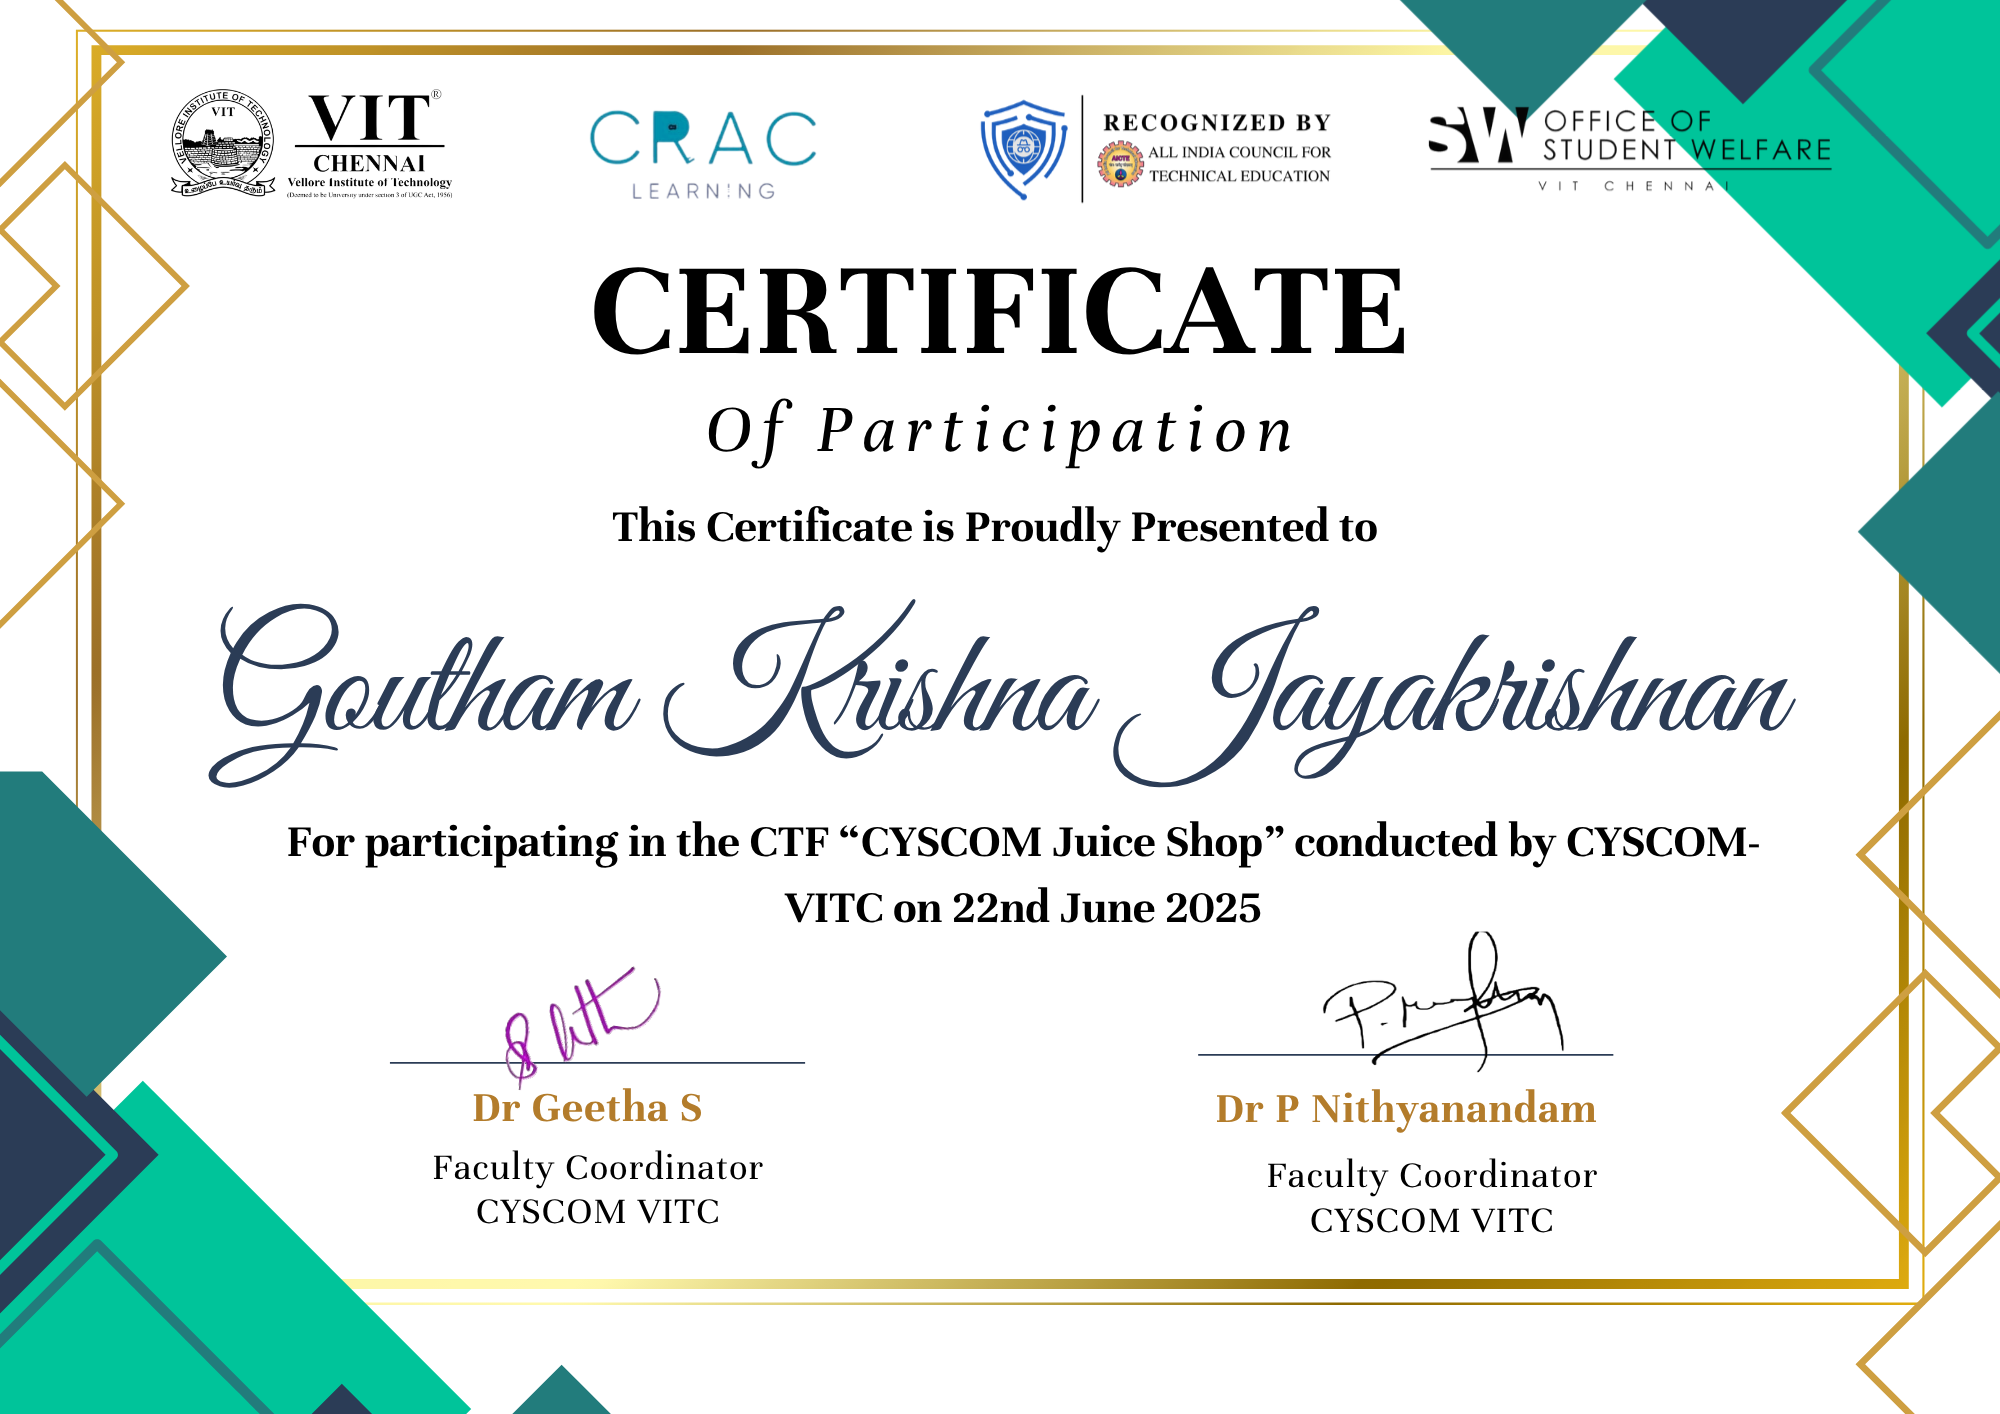 VELLORE INSTITUTE OF TECHNOLOGY
VIT
VIT®
CHENNAI
Vellore Institute of Technology
(Deemed to be University under section 3 of UGC Act, 1956)
CRAC
LEARNING
RECOGNIZED BY
AICTE
ALL INDIA COUNCIL FOR
TECHNICAL EDUCATION
SW OFFICE OF
STUDENT WELFARE
VIT CHENNAI
CERTIFICATE
Of Participation
This Certificate is Proudly Presented to
Goutham Krishna Jayakrishnan
For participating in the CTF “CYSCOM Juice Shop” conducted by CYSCOM-
VITC on 22nd June 2025
Dr Geetha S
Faculty Coordinator
CYSCOM VITC
Dr P Nithyanandam
Faculty Coordinator
CYSCOM VITC